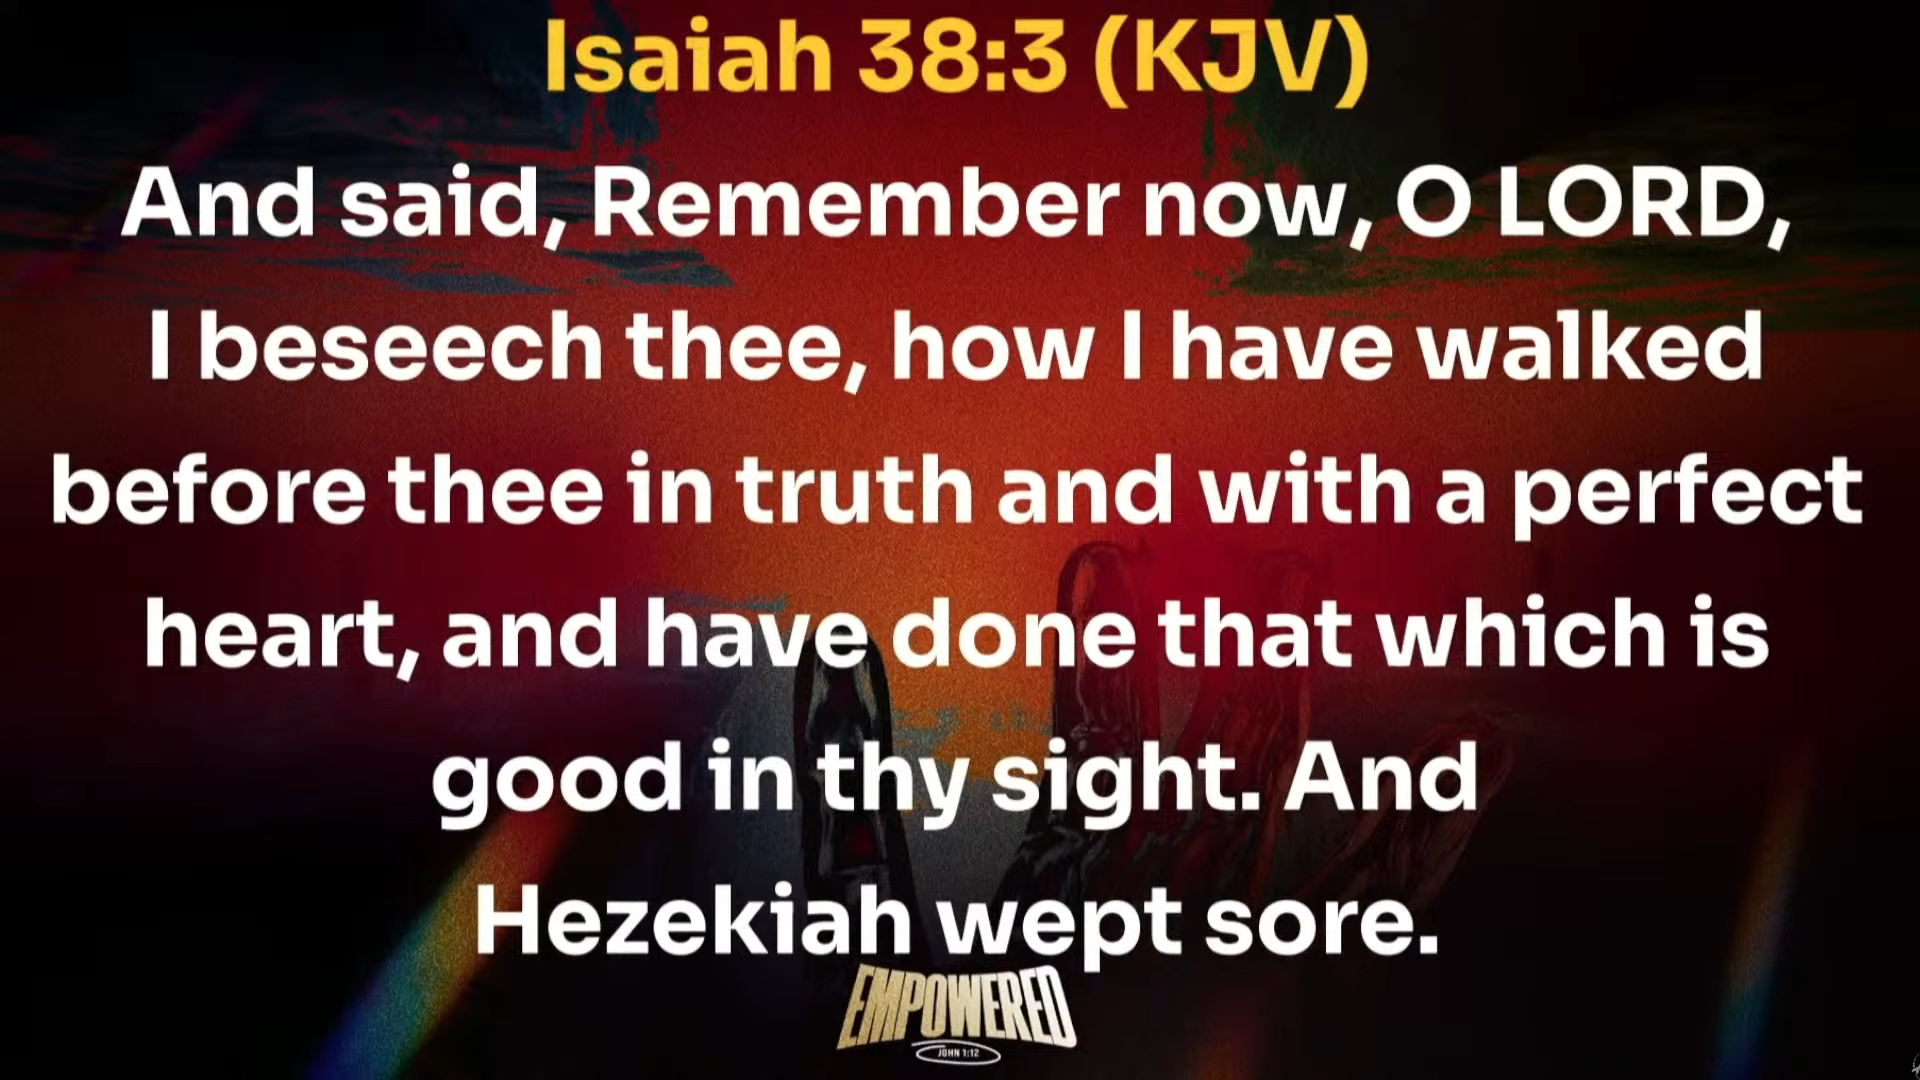 Isaiah 38:3 (KJV)
And said, Remember now, O LORD,
I beseech thee, how I have walked
before thee in truth and with a perfect
heart, and have done that which is
good in thy sight. And
Hezekiah wept sore.
EMPOWERED
JOHN 1:12